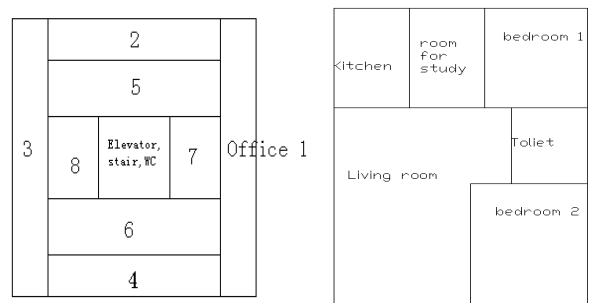 2
5
3
8
Elevator,
stair,WC
7
Office 1
6
4
Kitchen
room
for
study
bedroom 1
Toliet
Living room
bedroom 2